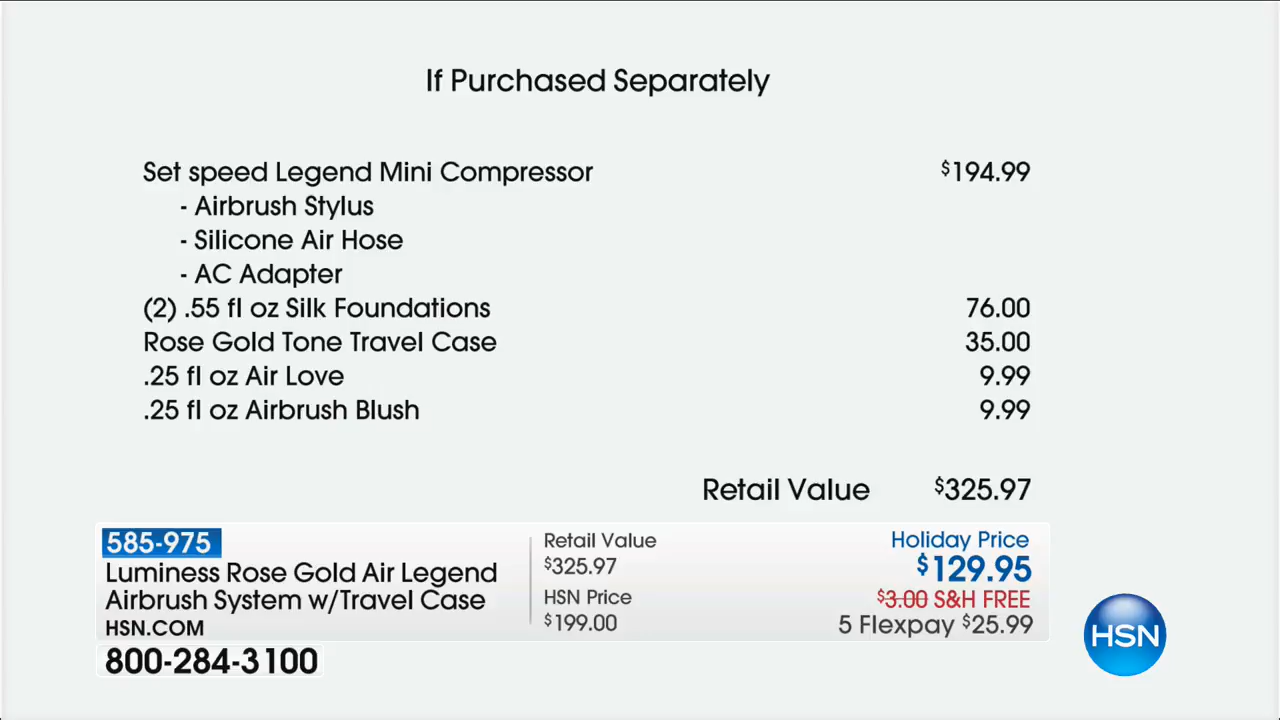 If Purchased Separately
Set speed Legend Mini Compressor $194.99
- Airbrush Stylus
- Silicone Air Hose
- AC Adapter
(2) .55 fl oz Silk Foundations 76.00
Rose Gold Tone Travel Case 35.00
.25 fl oz Air Love 9.99
.25 fl oz Airbrush Blush 9.99
Retail Value $325.97
585-975
Luminess Rose Gold Air Legend
Airbrush System w/Travel Case
HSN.COM
800-284-3100
Retail Value
$325.97
HSN Price
$199.00
Holiday Price
$129.95
$3.00 S&H FREE
5 Flexpay $25.99
HSN